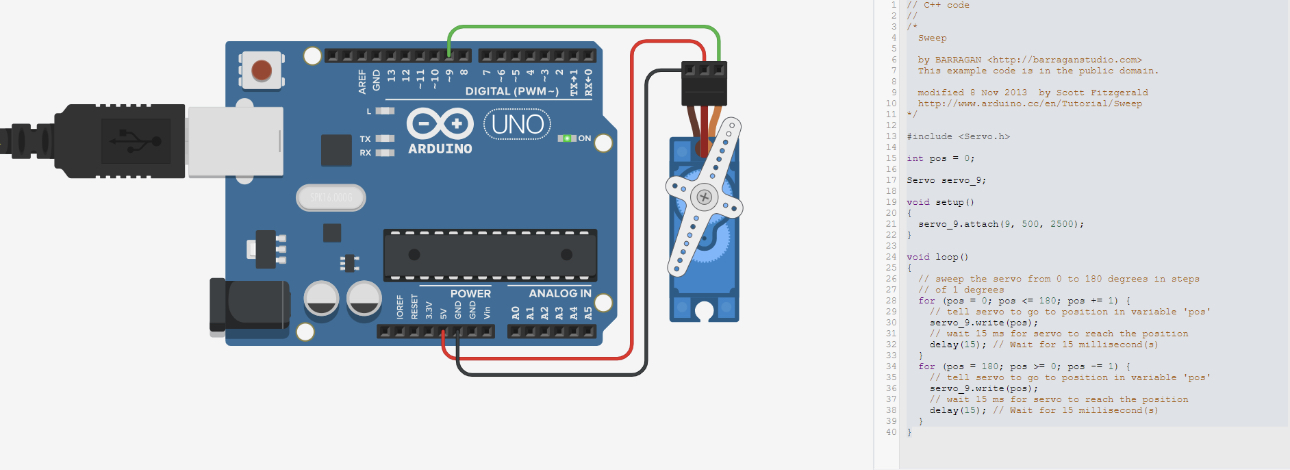 AREF
GND
13
12
~11
~10
~9
8
7
~6
~5
4
~3
2
TX→1
RX←0
DIGITAL (PWM~)
L
TX
RX
UNO
ARDUINO
ON
POWER
ANALOG IN
IOREF
RESET
3.3V
5V
GND
GND
Vin
A0
A1
A2
A3
A4
A5
1 // C++ code
2 //
3 /*
4 Sweep
5
6 by BARRAGAN <http://barraganstudio.com>
7 This example code is in the public domain.
8
9 modified 8 Nov 2013  by Scott Fitzgerald
10 http://www.arduino.cc/en/Tutorial/Sweep
11 */
12
13 #include <Servo.h>
14
15 int pos = 0;
16
17 Servo servo_9;
18
19 void setup()
20 {
21 servo_9.attach(9, 500, 2500);
22 }
23
24 void loop()
25 {
26 // sweep the servo from 0 to 180 degrees in steps
27 // of 1 degrees
28 for (pos = 0; pos <= 180; pos += 1) {
29 // tell servo to go to position in variable 'pos'
30 servo_9.write(pos);
31 // wait 15 ms for servo to reach the position
32 delay(15); // Wait for 15 millisecond(s)
33 }
34 for (pos = 180; pos >= 0; pos -= 1) {
35 // tell servo to go to position in variable 'pos'
36 servo_9.write(pos);
37 // wait 15 ms for servo to reach the position
38 delay(15); // Wait for 15 millisecond(s)
39 }
40 }